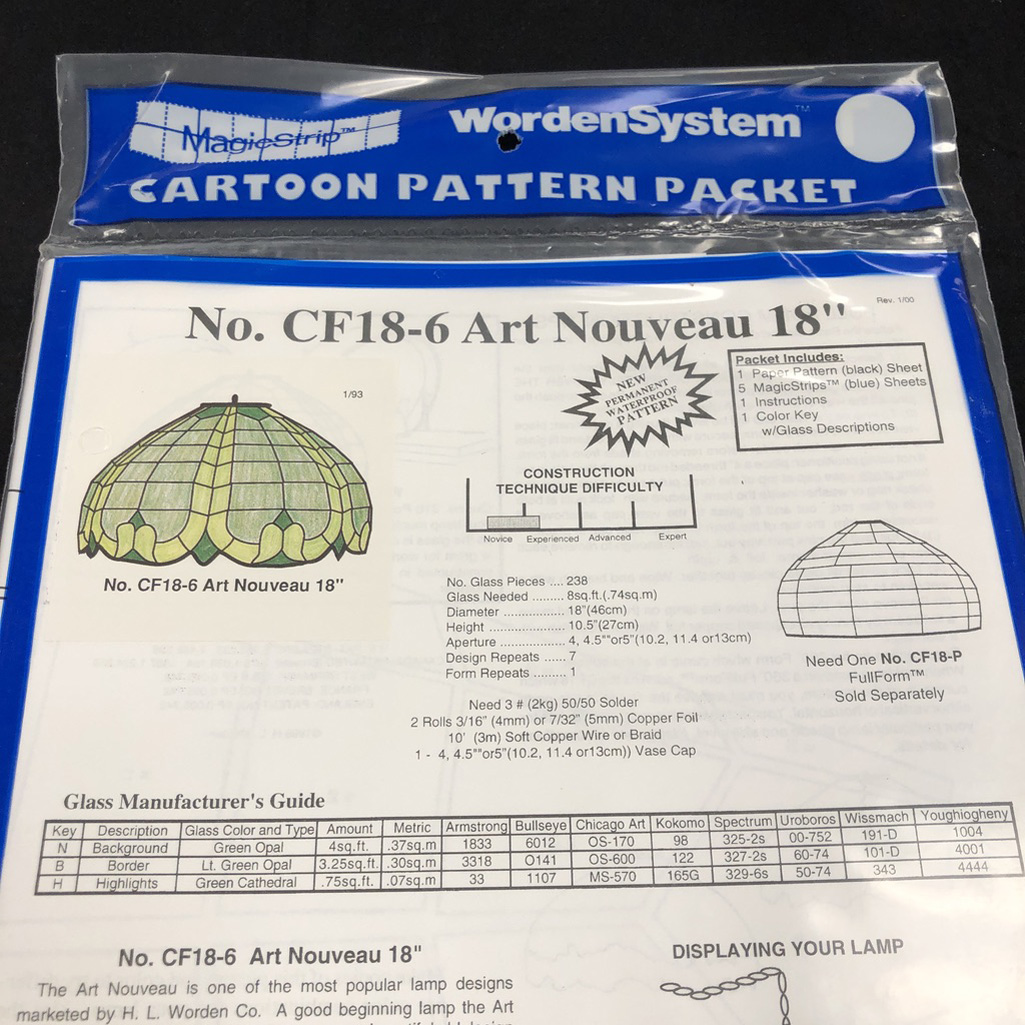 MagicStrip™
WordenSystem™
CARTOON PATTERN PACKET
Rev. 1/00
No. CF18-6 Art Nouveau 18"
1/93
No. CF18-6 Art Nouveau 18"
NEW
PERMANENT
WATERPROOF
PATTERN
Packet Includes:
1 Paper Pattern (black) Sheet
5 MagicStrips™ (blue) Sheets
1 Instructions
1 Color Key
w/Glass Descriptions
CONSTRUCTION
TECHNIQUE DIFFICULTY
Novice Experienced Advanced Expert
No. Glass Pieces .... 238
Glass Needed ......... 8sq.ft.(.74sq.m)
Diameter ................. 18"(46cm)
Height ..................... 10.5"(27cm)
Aperture .................. 4, 4.5""or5"(10.2, 11.4 or13cm)
Design Repeats ...... 7
Form Repeats ......... 1
Need 3 # (2kg) 50/50 Solder
2 Rolls 3/16" (4mm) or 7/32" (5mm) Copper Foil
10' (3m) Soft Copper Wire or Braid
1 - 4, 4.5""or5"(10.2, 11.4 or13cm)) Vase Cap
Need One No. CF18-P
FullForm™
Sold Separately
Glass Manufacturer's Guide
Key Description Glass Color and Type Amount Metric Armstrong Bullseye Chicago Art Kokomo Spectrum Uroboros Wissmach Youghiogheny
N Background Green Opal 4sq.ft. .37sq.m 1833 6012 OS-170 98 325-2s 00-752 191-D 1004
B Border Lt. Green Opal 3.25sq.ft. .30sq.m 3318 O141 OS-600 122 327-2s 60-74 101-D 4001
H Highlights Green Cathedral .75sq.ft. .07sq.m 33 1107 MS-570 165G 329-6s 50-74 343 4444
No. CF18-6 Art Nouveau 18"
The Art Nouveau is one of the most popular lamp designs
marketed by H. L. Worden Co. A good beginning lamp the Art
DISPLAYING YOUR LAMP